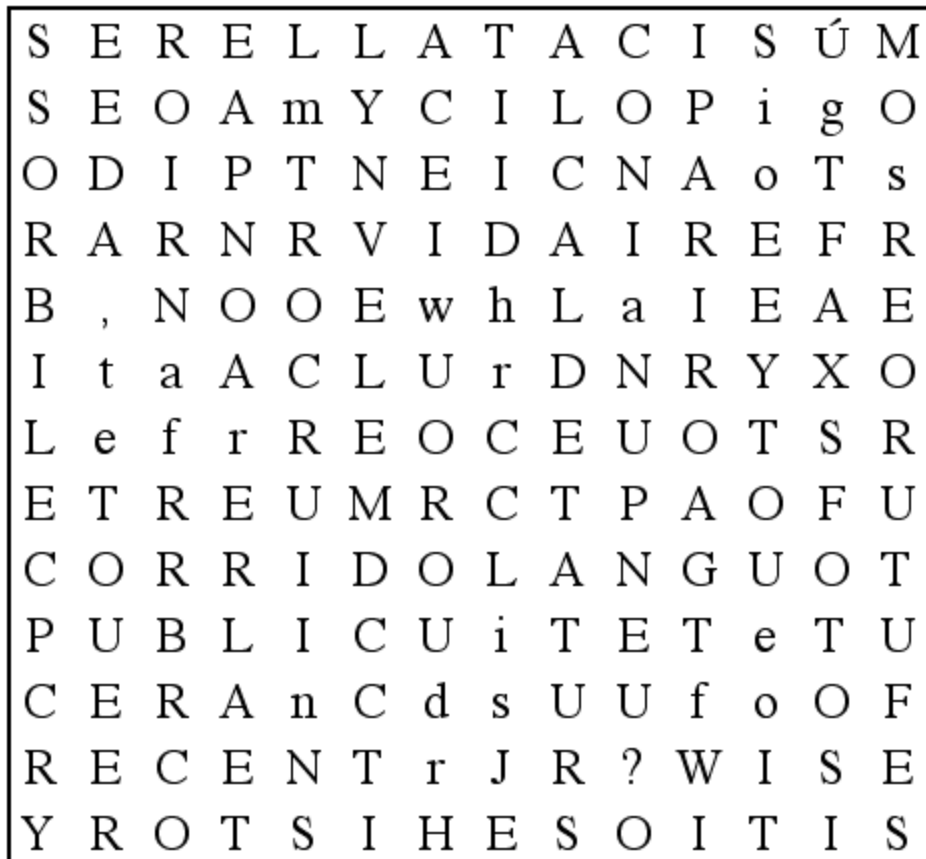 S E R E L L A T A C I S Ú M
S E O A m Y C I L O P i g O
O D I P T N E I C N A o T s
R A R N R V I D A I R E F R
B , N O O E w h L a I E A E
I t a A C L U r D N R Y X O
L e f r R E O C E U O T S R
E T R E U M R C T P A O F U
C O R R I D O L A N G U O T
P U B L I C U i T E T e T U
C E R A n C d s U U f o O F
R E C E N T r J R ? W I S E
Y R O T S I H E S O I T I S